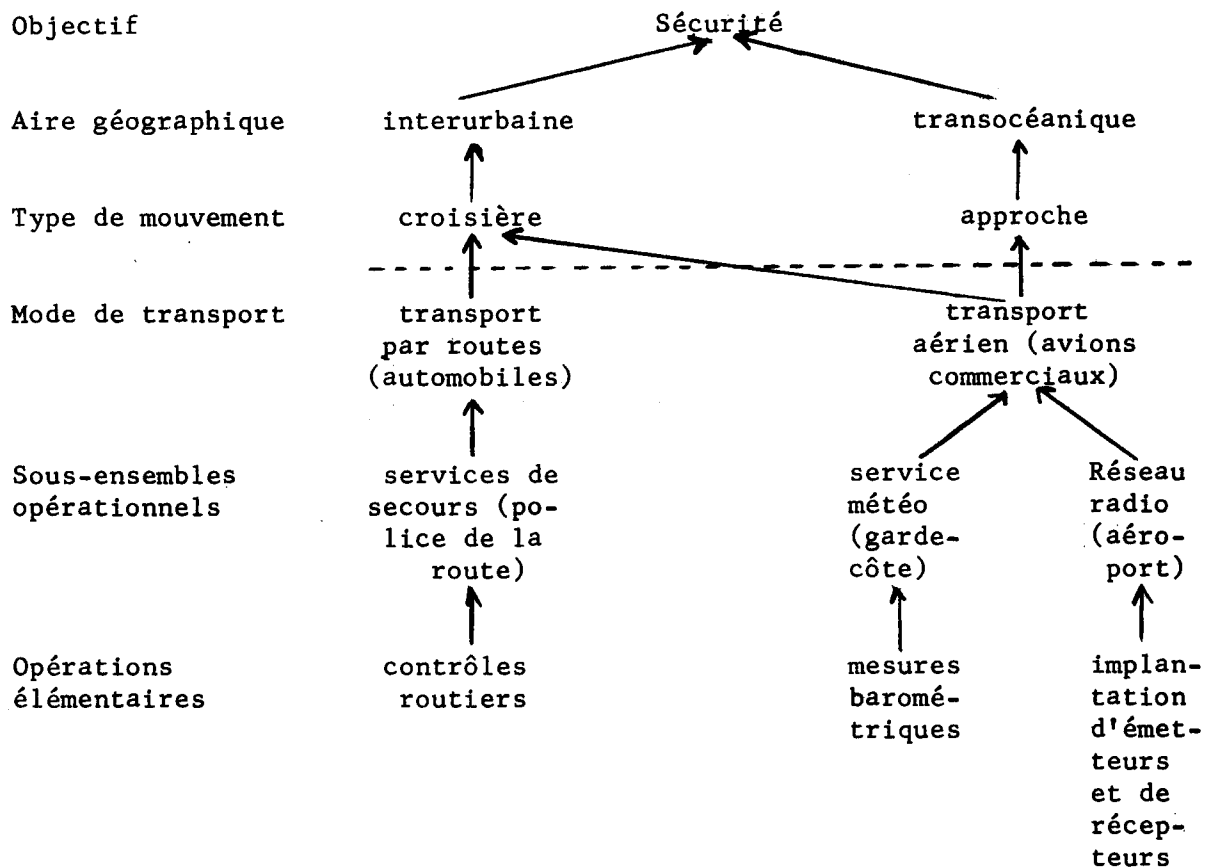 Objectif Sécurité
Aire géographique interurbaine transocéanique
Type de mouvement croisière approche
Mode de transport transport transport
par routes aérien (avions
(automobiles) commerciaux)
Sous-ensembles services de service Réseau
opérationnels secours (po- météo radio
lice de la (garde- (aéro-
route) côte) port)
Opérations contrôles mesures implan-
élémentaires routiers baromé- tation
triques d'émet-
teurs
et de
récep-
teurs